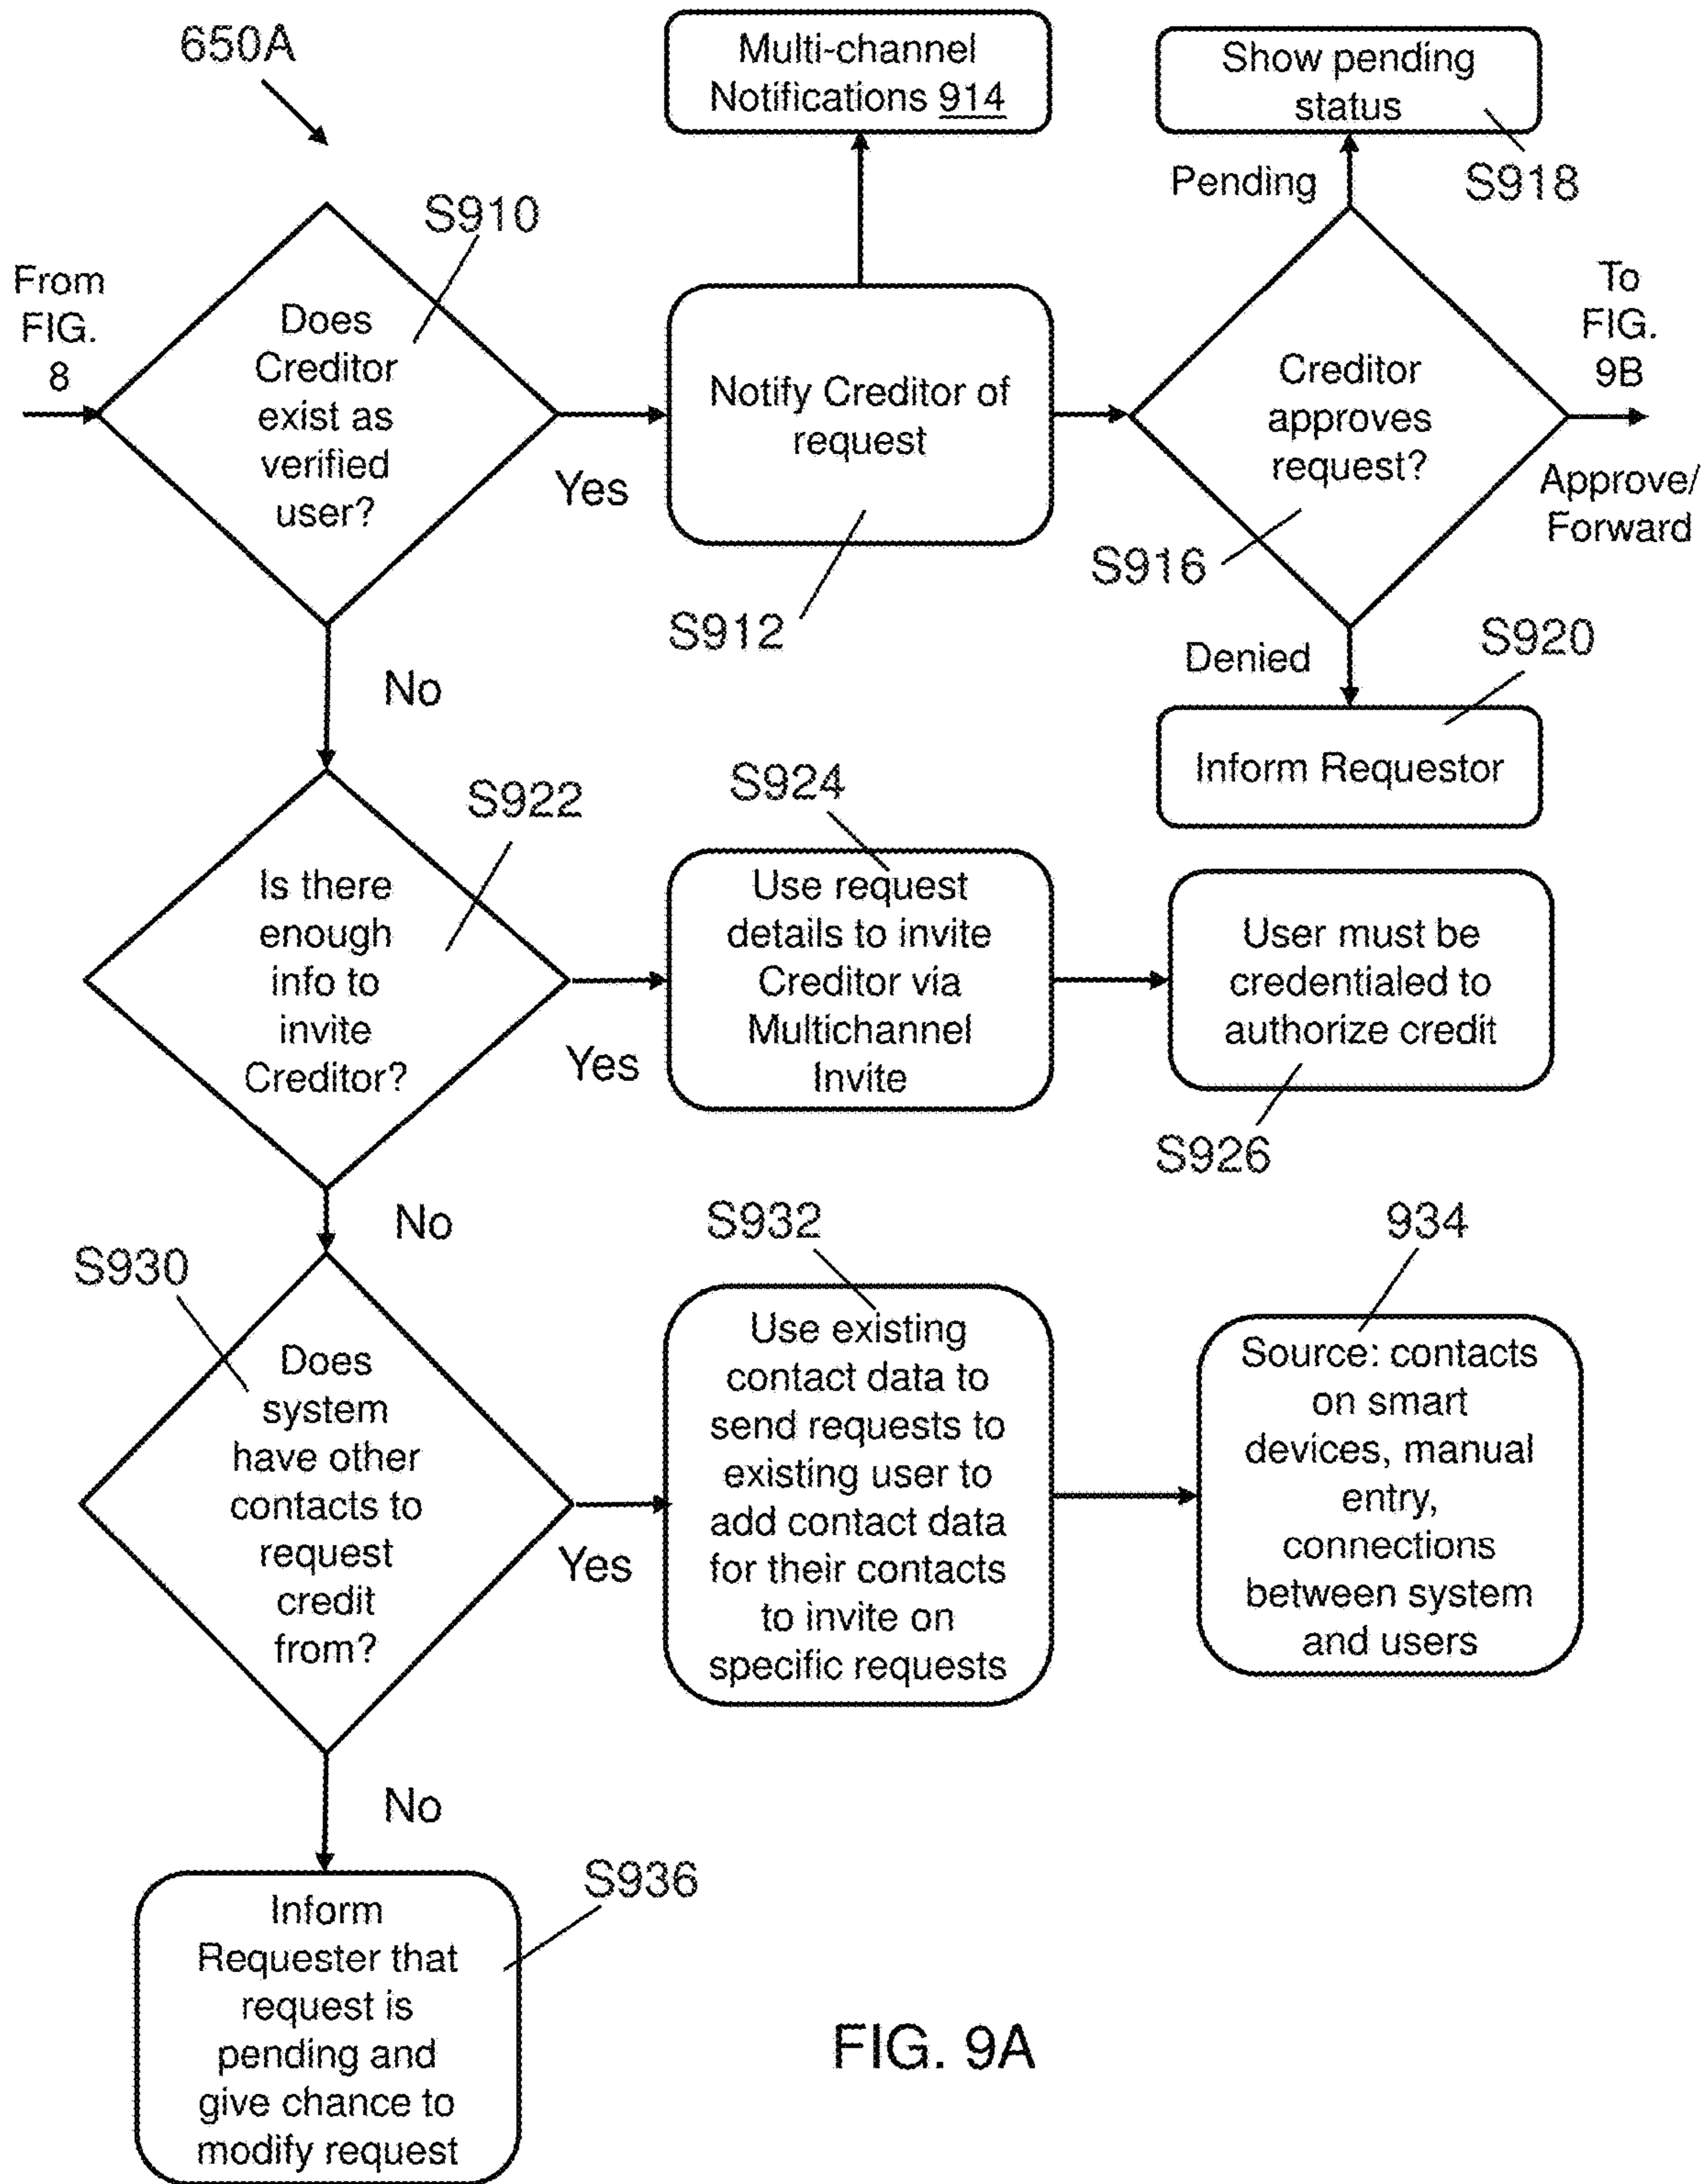 650A
Multi-channel
Notifications 914
Show pending
status
S918
Pending
S910
From
FIG.
8
Does
Creditor
exist as
verified
user?
Yes
Notify Creditor of
request
S912
Creditor
approves
request?
S916
To
FIG.
9B
Approve/
Forward
Denied
S920
Inform Requestor
No
S922
Is there
enough
info to
invite
Creditor?
Yes
S924
Use request
details to invite
Creditor via
Multichannel
Invite
User must be
credentialed to
authorize credit
S926
No
S930
Does
system
have other
contacts to
request
credit
from?
Yes
S932
Use existing
contact data to
send requests to
existing user to
add contact data
for their contacts
to invite on
specific requests
934
Source: contacts
on smart
devices, manual
entry,
connections
between system
and users
No
S936
Inform
Requester that
request is
pending and
give chance to
modify request
FIG. 9A